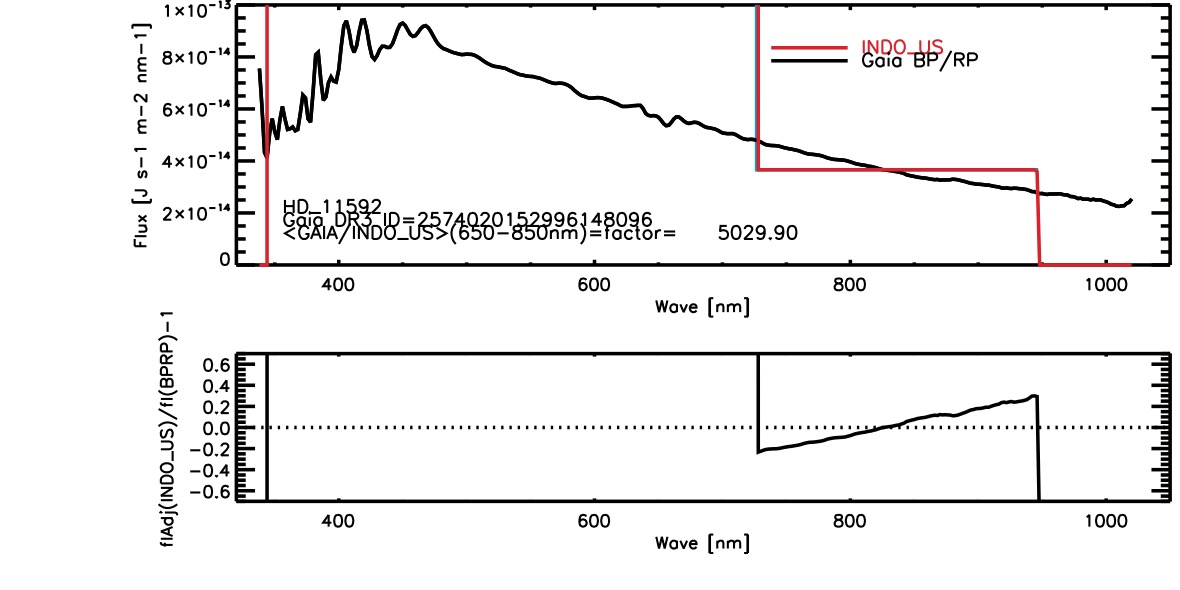 1×10−13
8×10−14
6×10−14
4×10−14
2×10−14
0
Flux [J s−1 m−2 nm−1]
INDO_US
Gaia BP/RP
HD_11592
Gaia DR3 ID=2574020152996148096
<GAIA/INDO_US>(650−850nm)=factor= 5029.90
400 600 800 1000
Wave [nm]
flAdj(INDO_US)/fl(BPRP)−1
0.6
0.4
0.2
0.0
−0.2
−0.4
−0.6
400 600 800 1000
Wave [nm]